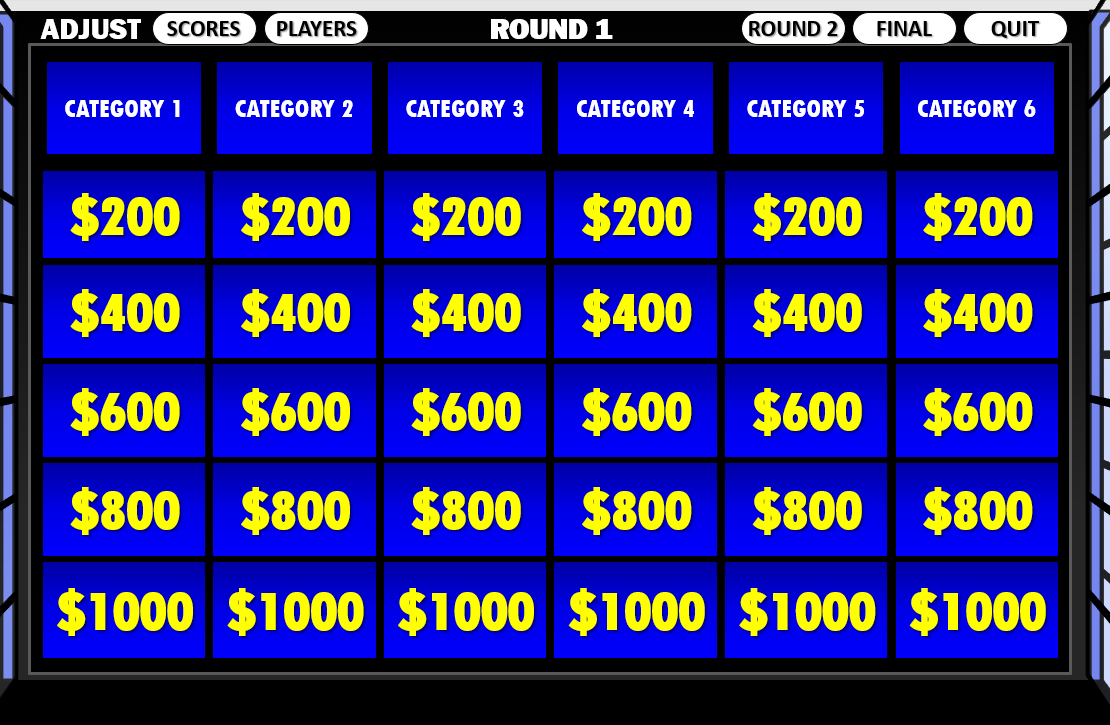 ADJUST SCORES PLAYERS ROUND 1 ROUND 2 FINAL QUIT
CATEGORY 1 CATEGORY 2 CATEGORY 3 CATEGORY 4 CATEGORY 5 CATEGORY 6
$200 $200 $200 $200 $200 $200
$400 $400 $400 $400 $400 $400
$600 $600 $600 $600 $600 $600
$800 $800 $800 $800 $800 $800
$1000 $1000 $1000 $1000 $1000 $1000